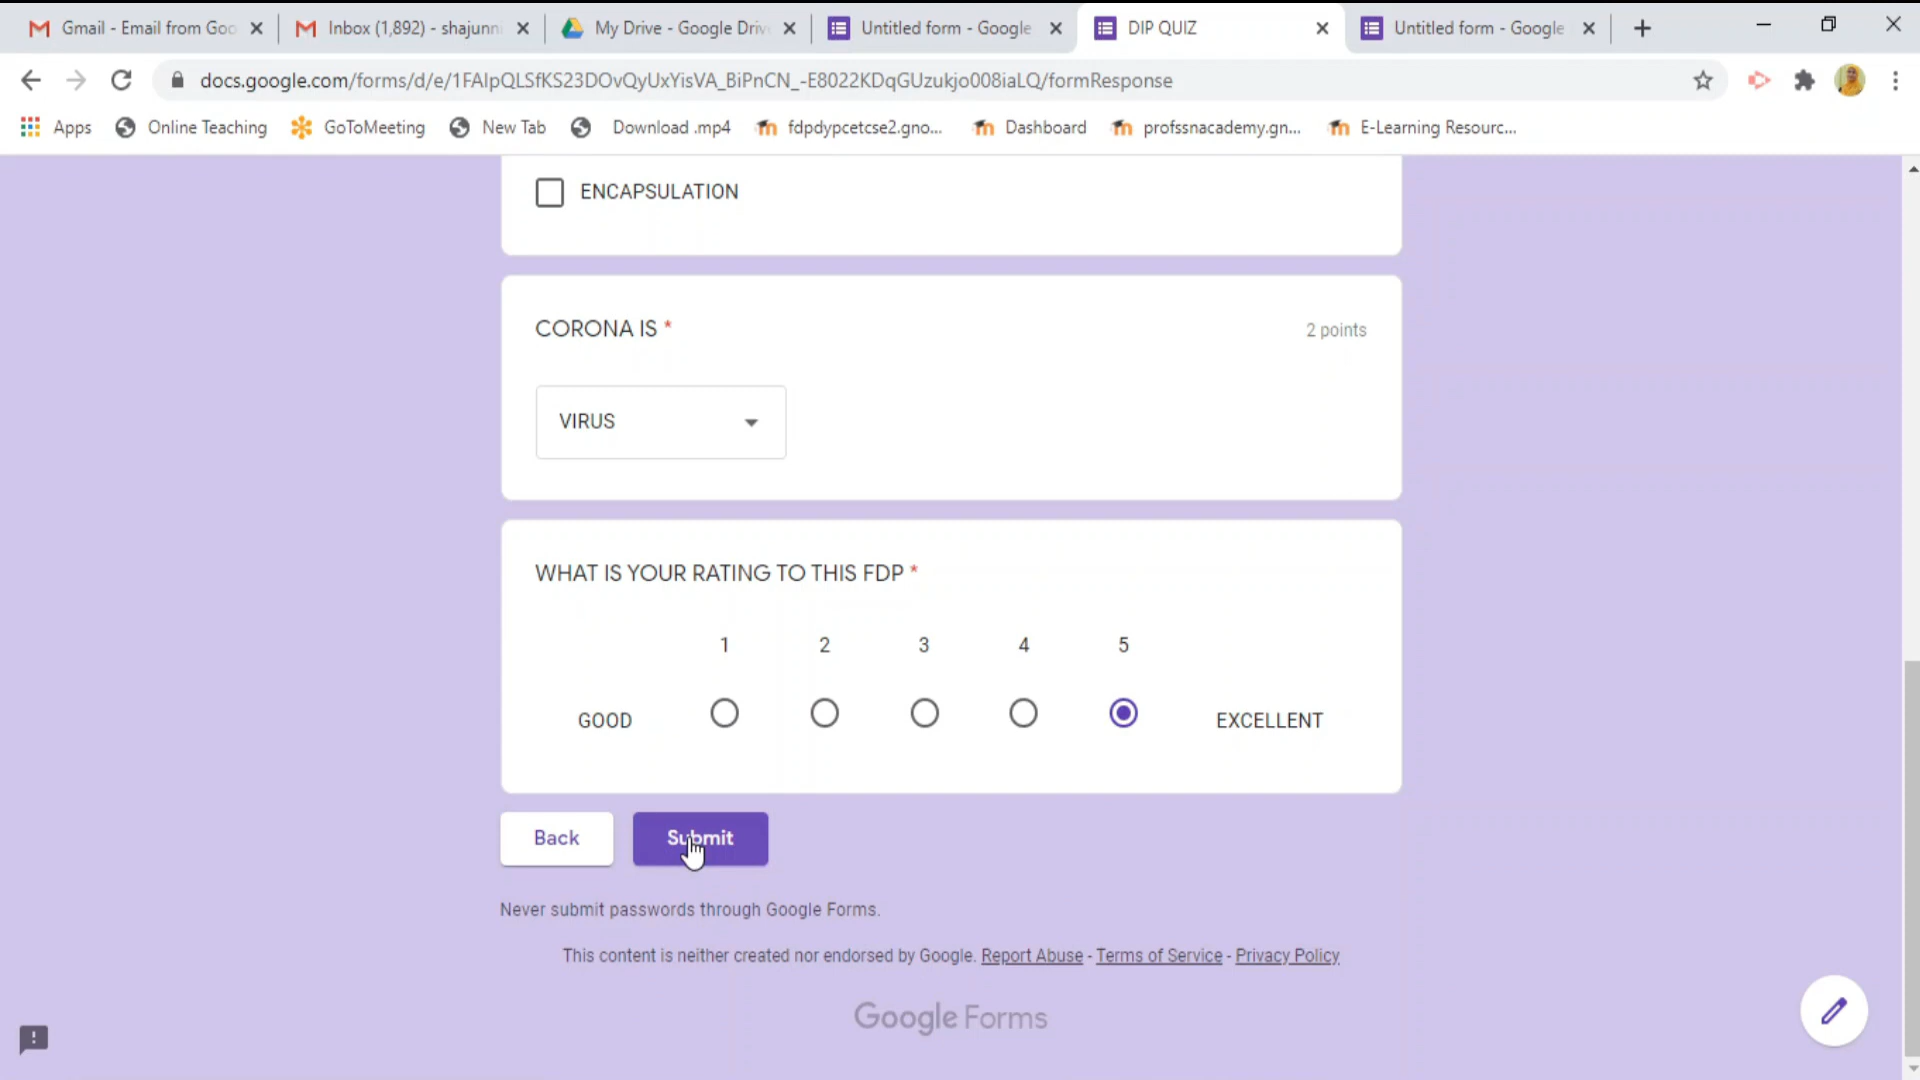 Gmail - Email from Goo
Inbox (1,892) - shajunni
My Drive - Google Driv
Untitled form - Google
DIP QUIZ
Untitled form - Google
docs.google.com/forms/d/e/1FAIpQLSfKS23DOvQyUxYisVA_BiPnCN_-E8022KDqGUzukjo008iaLQ/formResponse
Apps
Online Teaching
GoToMeeting
New Tab
Download .mp4
fdpdypcetcse2.gno...
Dashboard
profssnacademy.gn...
E-Learning Resourc...
ENCAPSULATION
CORONA IS *
2 points
VIRUS
WHAT IS YOUR RATING TO THIS FDP *
1 2 3 4 5
GOOD
EXCELLENT
Back
Submit
Never submit passwords through Google Forms.
This content is neither created nor endorsed by Google. Report Abuse - Terms of Service - Privacy Policy
Google Forms